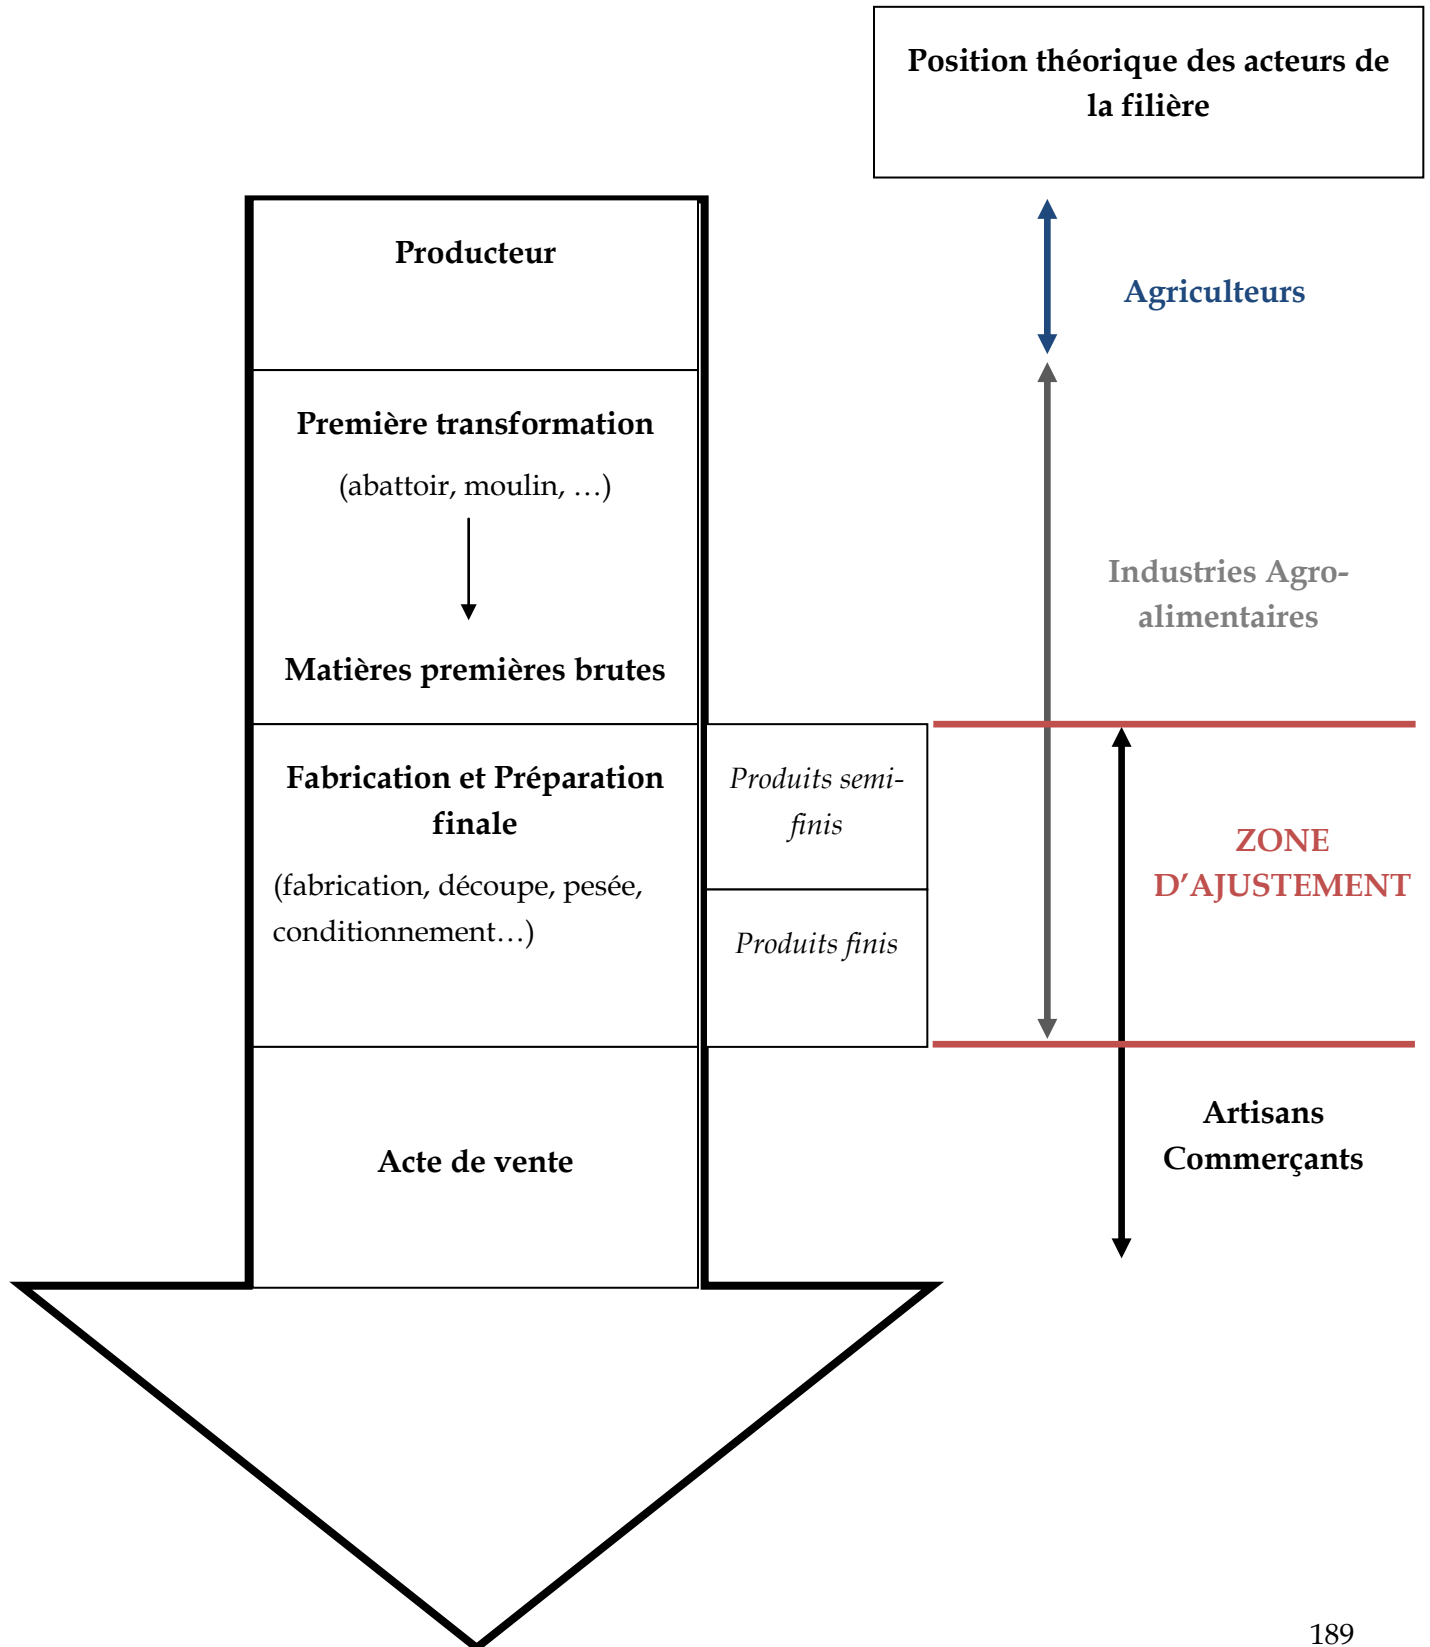 Position théorique des acteurs de
la filière
Producteur
Agriculteurs
Première transformation
(abattoir, moulin, …)
Industries Agro-
alimentaires
Matières premières brutes
Fabrication et Préparation
finale
(fabrication, découpe, pesée,
conditionnement…)
Produits semi-
finis
Produits finis
ZONE
D’AJUSTEMENT
Acte de vente
Artisans
Commerçants
189